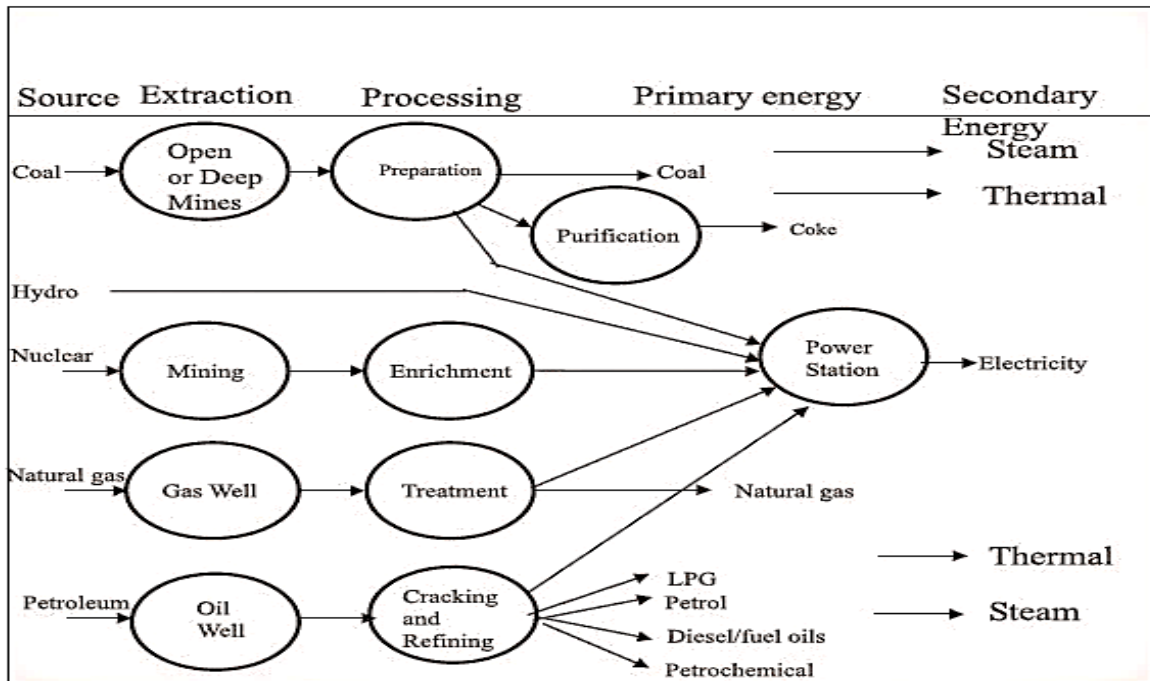 Source Extraction Processing Primary energy Secondary
Energy
Coal
Open
or Deep
Mines
Preparation
Coal
Steam
Thermal
Purification
Coke
Hydro
Nuclear
Mining
Enrichment
Power
Station
Electricity
Natural gas
Gas Well
Treatment
Natural gas
Petroleum
Oil
Well
Cracking
and
Refining
LPG
Petrol
Diesel/fuel oils
Petrochemical
Thermal
Steam